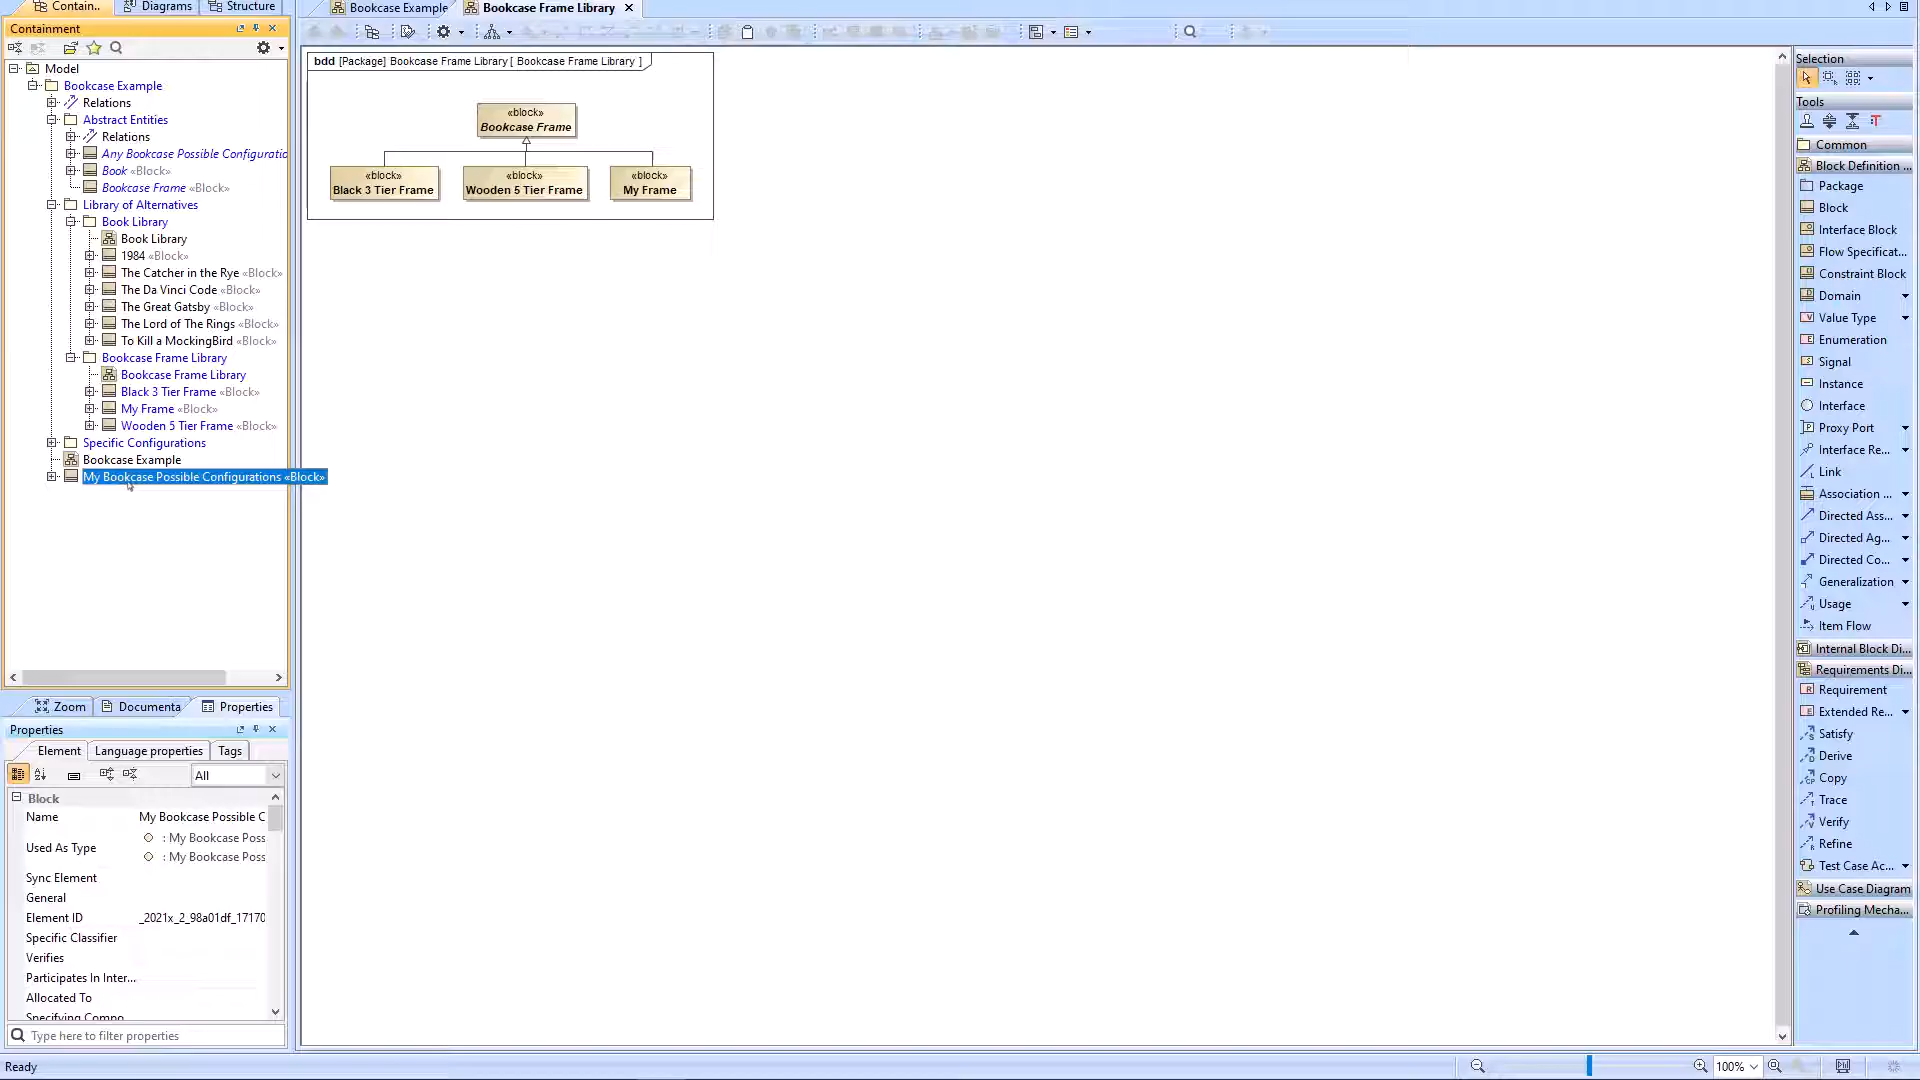 Contain..
Diagrams
Structure
Bookcase Example
Bookcase Frame Library
Containment
Model
Bookcase Example
Relations
Abstract Entities
Relations
Any Bookcase Possible Configuratio
Book «Block»
Bookcase Frame «Block»
Library of Alternatives
Book Library
Book Library
1984 «Block»
The Catcher in the Rye «Block»
The Da Vinci Code «Block»
The Great Gatsby «Block»
The Lord of The Rings «Block»
To Kill a MockingBird «Block»
Bookcase Frame Library
Bookcase Frame Library
Black 3 Tier Frame «Block»
My Frame «Block»
Wooden 5 Tier Frame «Block»
Specific Configurations
Bookcase Example
My Bookcase Possible Configurations «Block»
Zoom
Documenta
Properties
Properties
Element
Language properties
Tags
All
Block
Name
My Bookcase Possible C
Used As Type
: My Bookcase Poss
: My Bookcase Poss
Sync Element
General
Element ID
_2021x_2_98a01df_17170
Specific Classifier
Verifies
Participates In Inter...
Allocated To
Specifying Compo
Type here to filter properties
Ready
bdd [Package] Bookcase Frame Library [ Bookcase Frame Library ]
«block»
Bookcase Frame
«block»
Black 3 Tier Frame
«block»
Wooden 5 Tier Frame
«block»
My Frame
Selection
Tools
Common
Block Definition ...
Package
Block
Interface Block
Flow Specificat...
Constraint Block
Domain
Value Type
Enumeration
Signal
Instance
Interface
Proxy Port
Interface Re...
Link
Association ...
Directed Ass...
Directed Ag...
Directed Co...
Generalization
Usage
Item Flow
Internal Block Di...
Requirements Di...
Requirement
Extended Re...
Satisfy
Derive
Copy
Trace
Verify
Refine
Test Case Ac...
Use Case Diagram
Profiling Mecha...
100%